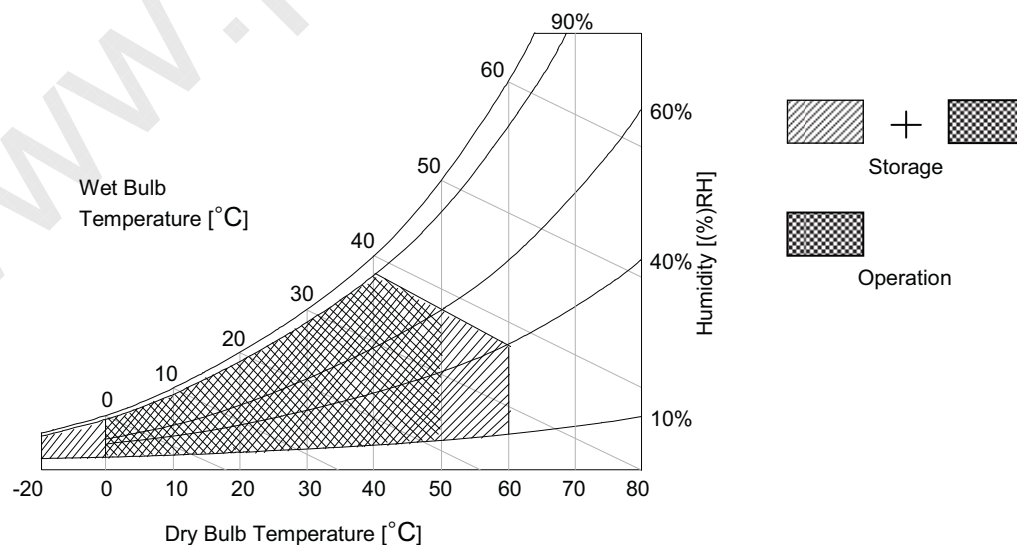 90%
60
60%
50
Wet Bulb
Temperature [°C]
40
40%
30
20
10
0
10%
Humidity [(%)RH]
-20 0 10 20 30 40 50 60 70 80
Dry Bulb Temperature [°C]
+
Storage
Operation